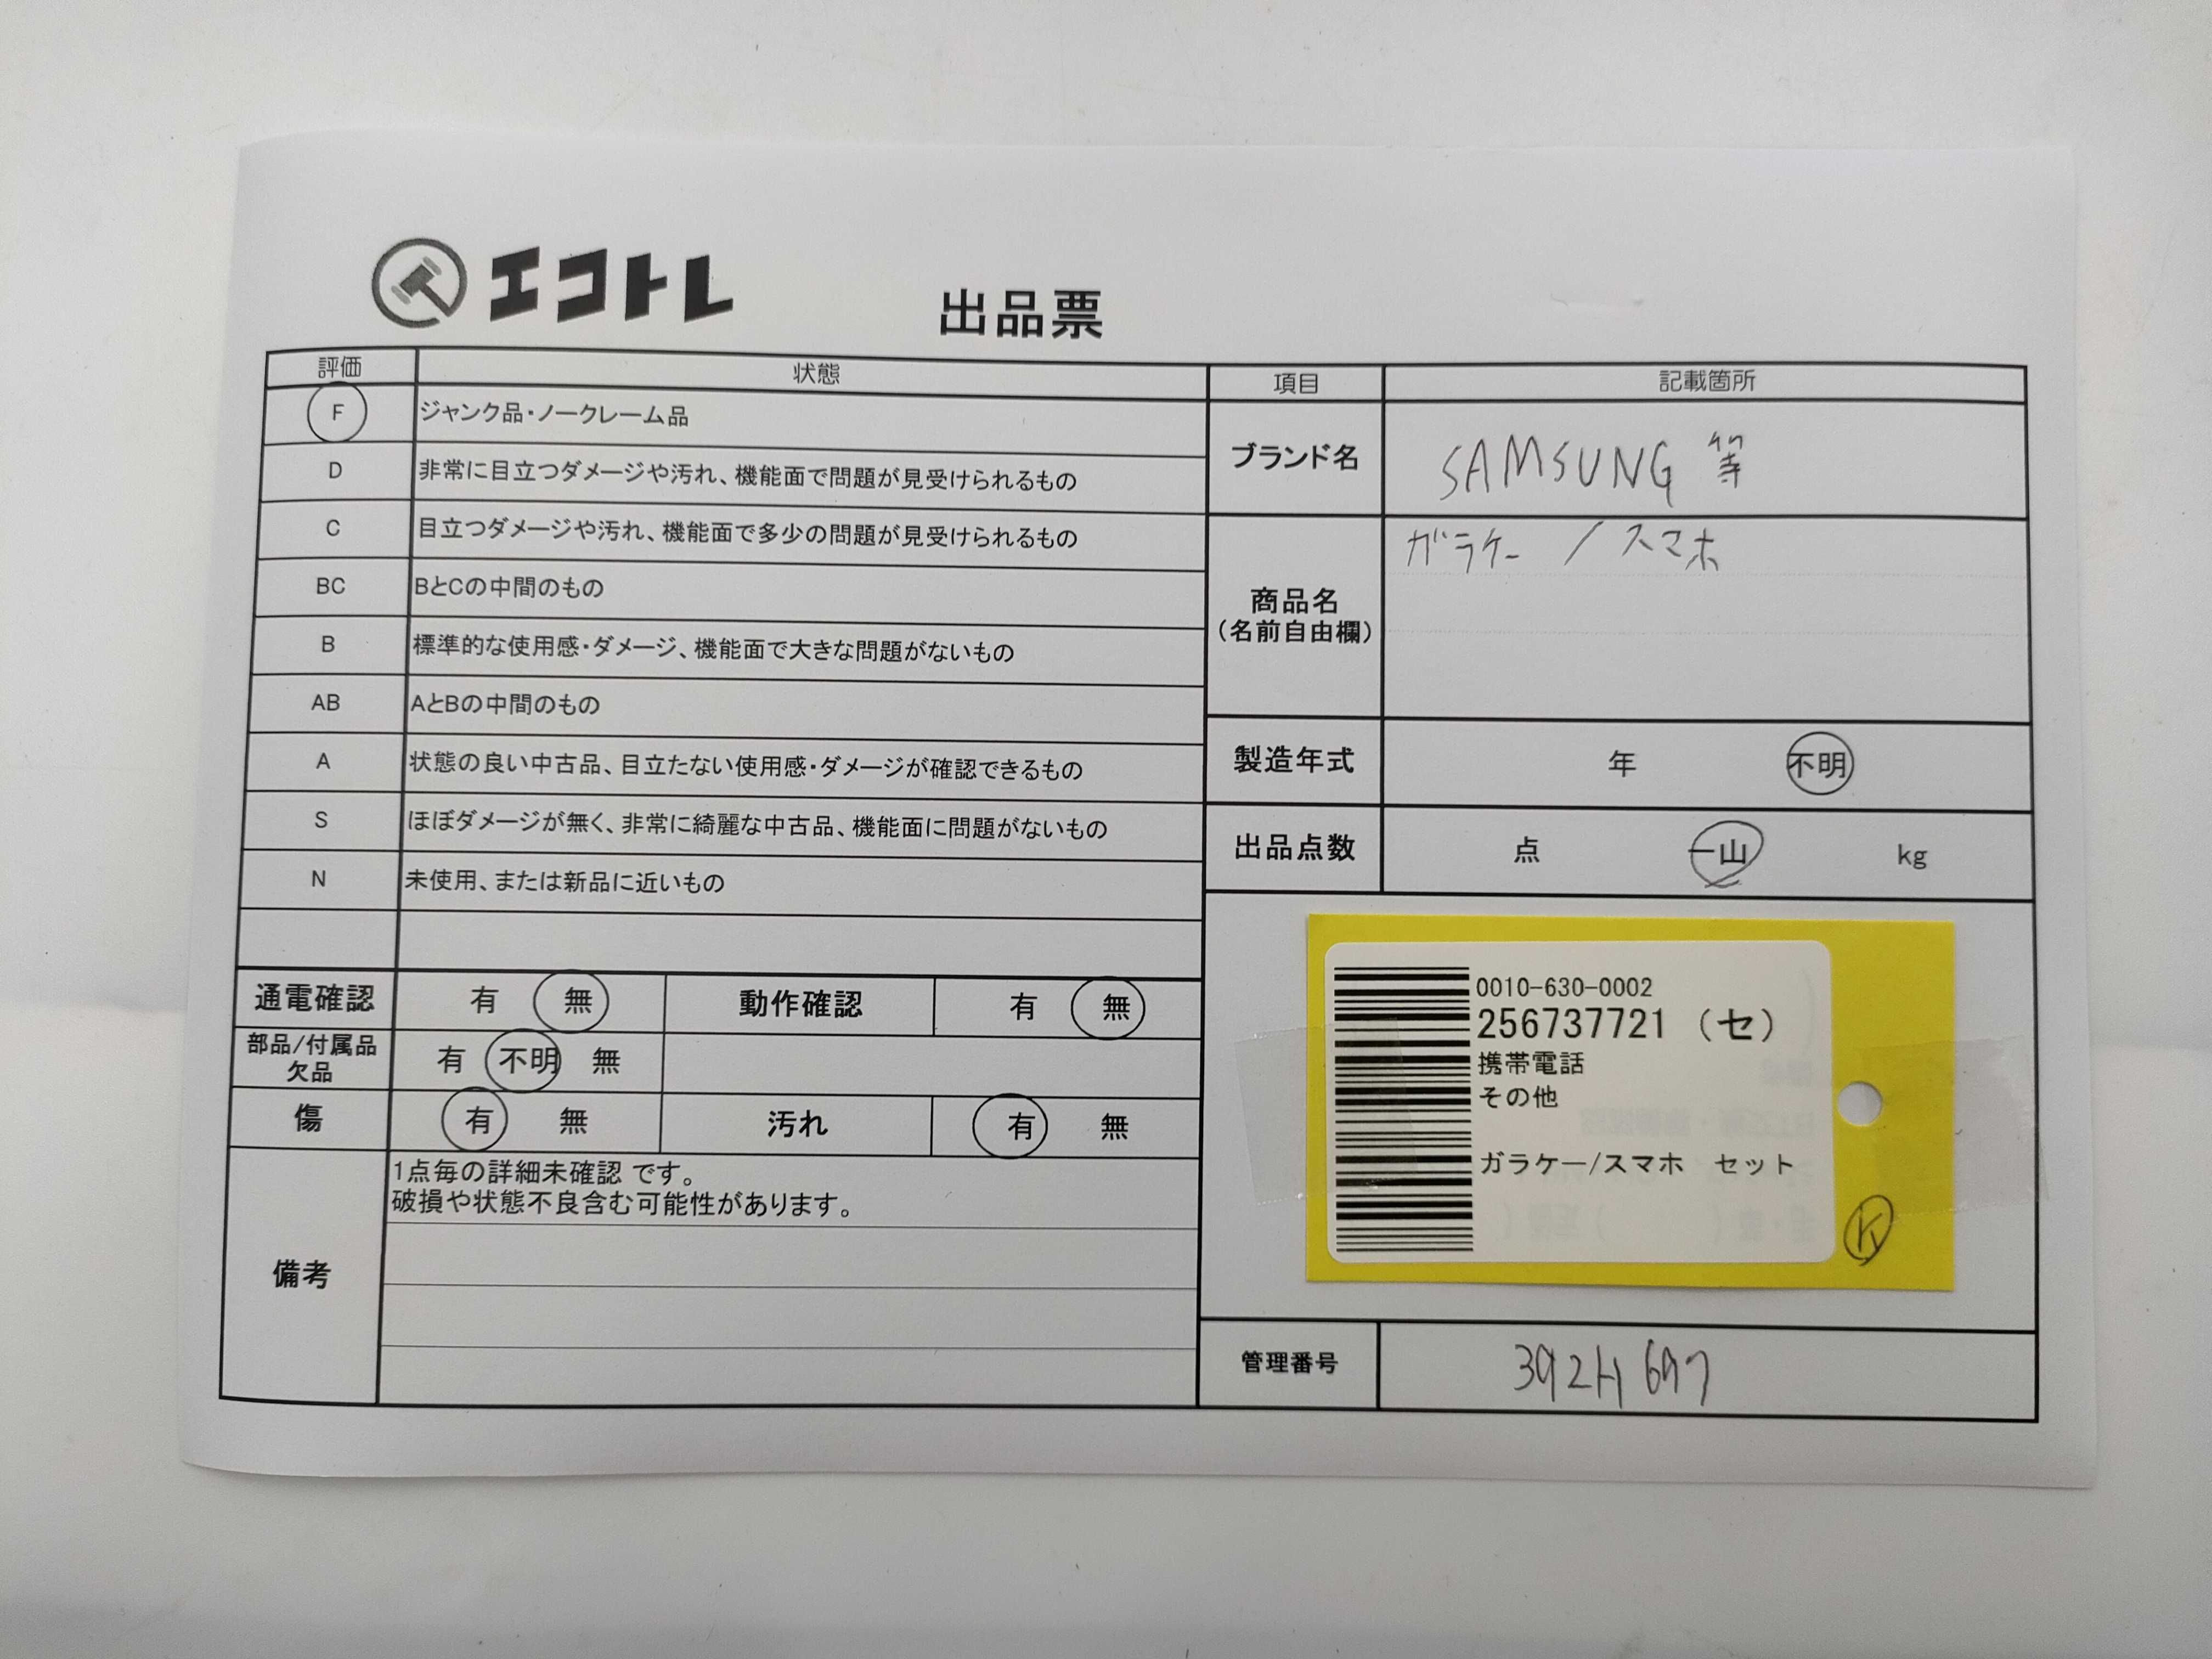 エコトレ
出品票
評価 状態
F ジャンク品・ノークレーム品
D 非常に目立つダメージや汚れ、機能面で問題が見受けられるもの
C 目立つダメージや汚れ、機能面で多少の問題が見受けられるもの
BC BとCの中間のもの
B 標準的な使用感・ダメージ、機能面で大きな問題がないもの
AB AとBの中間のもの
A 状態の良い中古品、目立たない使用感・ダメージが確認できるもの
S ほぼダメージが無く、非常に綺麗な中古品、機能面に問題がないもの
N 未使用、または新品に近いもの
通電確認 有 無 動作確認 有 無
部品/付属品
欠品
有 不明 無
傷 有 無 汚れ 有 無
備考
1点毎の詳細未確認 です。
破損や状態不良含む可能性があります。
項目 記載箇所
ブランド名 SAMSUNG 等
商品名
(名前自由欄)
ガラケー / スマホ
製造年式 年 不明
出品点数 点 一山 kg
0010-630-0002
256737721 (セ)
携帯電話
その他
ガラケー/スマホ セット
K
管理番号 392H697